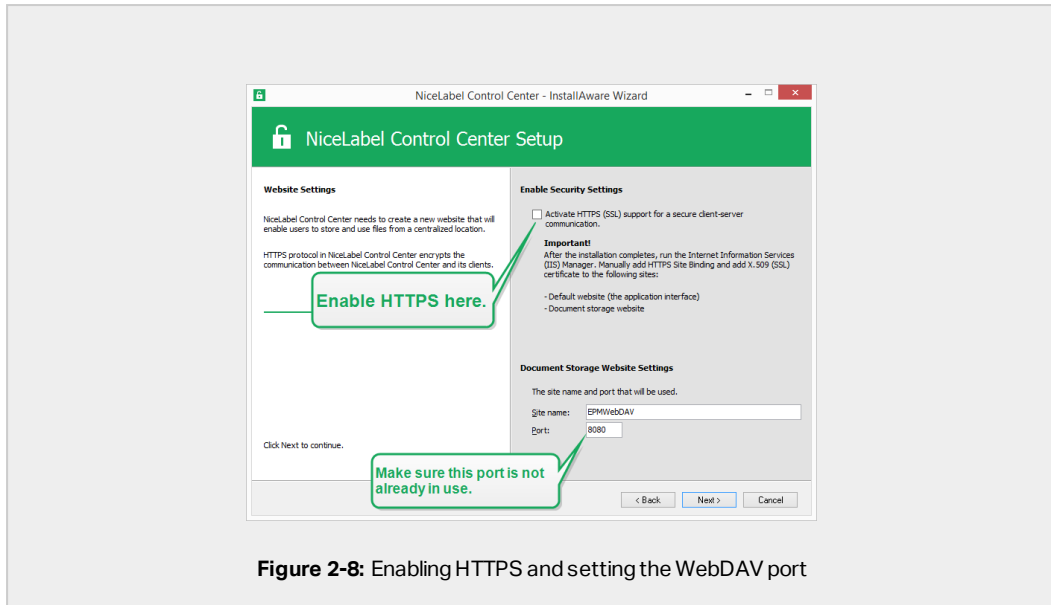 NiceLabel Control Center - InstallAware Wizard
NiceLabel Control Center Setup
Website Settings
NiceLabel Control Center needs to create a new website that will
enable users to store and use files from a centralized location.
HTTPS protocol in NiceLabel Control Center encrypts the
communication between NiceLabel Control Center and its clients.
Enable HTTPS here.
Click Next to continue.
Enable Security Settings
Activate HTTPS (SSL) support for a secure client-server
communication.
Important!
After the installation completes, run the Internet Information Services
(IIS) Manager. Manually add HTTPS Site Binding and add X.509 (SSL)
certificate to the following sites:
- Default website (the application interface)
- Document storage website
Document Storage Website Settings
The site name and port that will be used.
Site name: EPMWebDAV
Port: 8080
Make sure this port is not
already in use.
< Back Next > Cancel
Figure 2-8: Enabling HTTPS and setting the WebDAV port